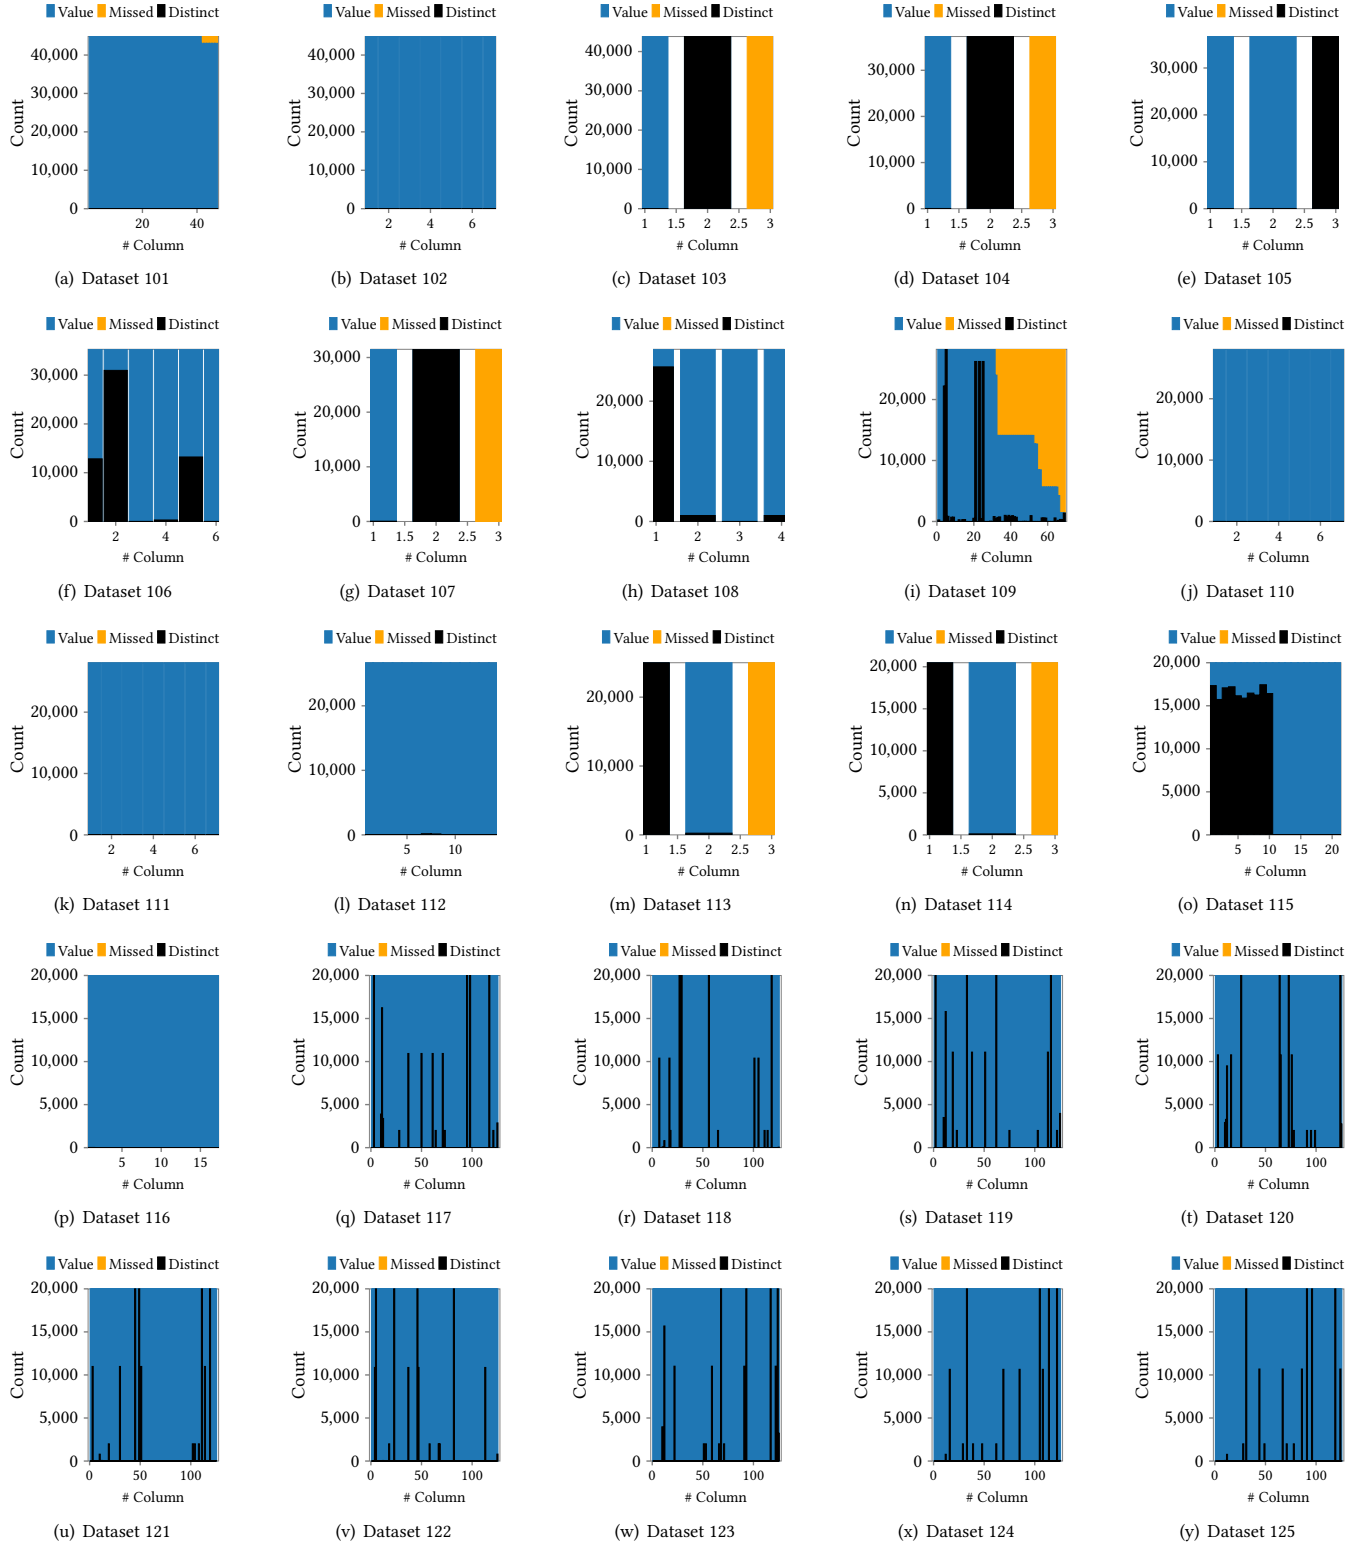 Value Missed Distinct
40,000
30,000
20,000
10,000
0
Count
20 40
# Column
(a) Dataset 101
Value Missed Distinct
40,000
30,000
20,000
10,000
0
Count
2 4 6
# Column
(b) Dataset 102
Value Missed Distinct
40,000
30,000
20,000
10,000
0
Count
1 1.5 2 2.5 3
# Column
(c) Dataset 103
Value Missed Distinct
30,000
20,000
10,000
0
Count
1 1.5 2 2.5 3
# Column
(d) Dataset 104
Value Missed Distinct
30,000
20,000
10,000
0
Count
1 1.5 2 2.5 3
# Column
(e) Dataset 105
Value Missed Distinct
30,000
20,000
10,000
0
Count
2 4 6
# Column
(f) Dataset 106
Value Missed Distinct
30,000
20,000
10,000
0
Count
1 1.5 2 2.5 3
# Column
(g) Dataset 107
Value Missed Distinct
20,000
10,000
0
Count
1 2 3 4
# Column
(h) Dataset 108
Value Missed Distinct
20,000
10,000
0
Count
0 20 40 60
# Column
(i) Dataset 109
Value Missed Distinct
20,000
10,000
0
Count
2 4 6
# Column
(j) Dataset 110
Value Missed Distinct
20,000
10,000
0
Count
2 4 6
# Column
(k) Dataset 111
Value Missed Distinct
20,000
10,000
0
Count
5 10
# Column
(l) Dataset 112
Value Missed Distinct
20,000
10,000
0
Count
1 1.5 2 2.5 3
# Column
(m) Dataset 113
Value Missed Distinct
20,000
15,000
10,000
5,000
0
Count
1 1.5 2 2.5 3
# Column
(n) Dataset 114
Value Missed Distinct
20,000
15,000
10,000
5,000
0
Count
5 10 15 20
# Column
(o) Dataset 115
Value Missed Distinct
20,000
15,000
10,000
5,000
0
Count
5 10 15
# Column
(p) Dataset 116
Value Missed Distinct
20,000
15,000
10,000
5,000
0
Count
0 50 100
# Column
(q) Dataset 117
Value Missed Distinct
20,000
15,000
10,000
5,000
0
Count
0 50 100
# Column
(r) Dataset 118
Value Missed Distinct
20,000
15,000
10,000
5,000
0
Count
0 50 100
# Column
(s) Dataset 119
Value Missed Distinct
20,000
15,000
10,000
5,000
0
Count
0 50 100
# Column
(t) Dataset 120
Value Missed Distinct
20,000
15,000
10,000
5,000
0
Count
0 50 100
# Column
(u) Dataset 121
Value Missed Distinct
20,000
15,000
10,000
5,000
0
Count
0 50 100
# Column
(v) Dataset 122
Value Missed Distinct
20,000
15,000
10,000
5,000
0
Count
0 50 100
# Column
(w) Dataset 123
Value Missed Distinct
20,000
15,000
10,000
5,000
0
Count
0 50 100
# Column
(x) Dataset 124
Value Missed Distinct
20,000
15,000
10,000
5,000
0
Count
0 50 100
# Column
(y) Dataset 125